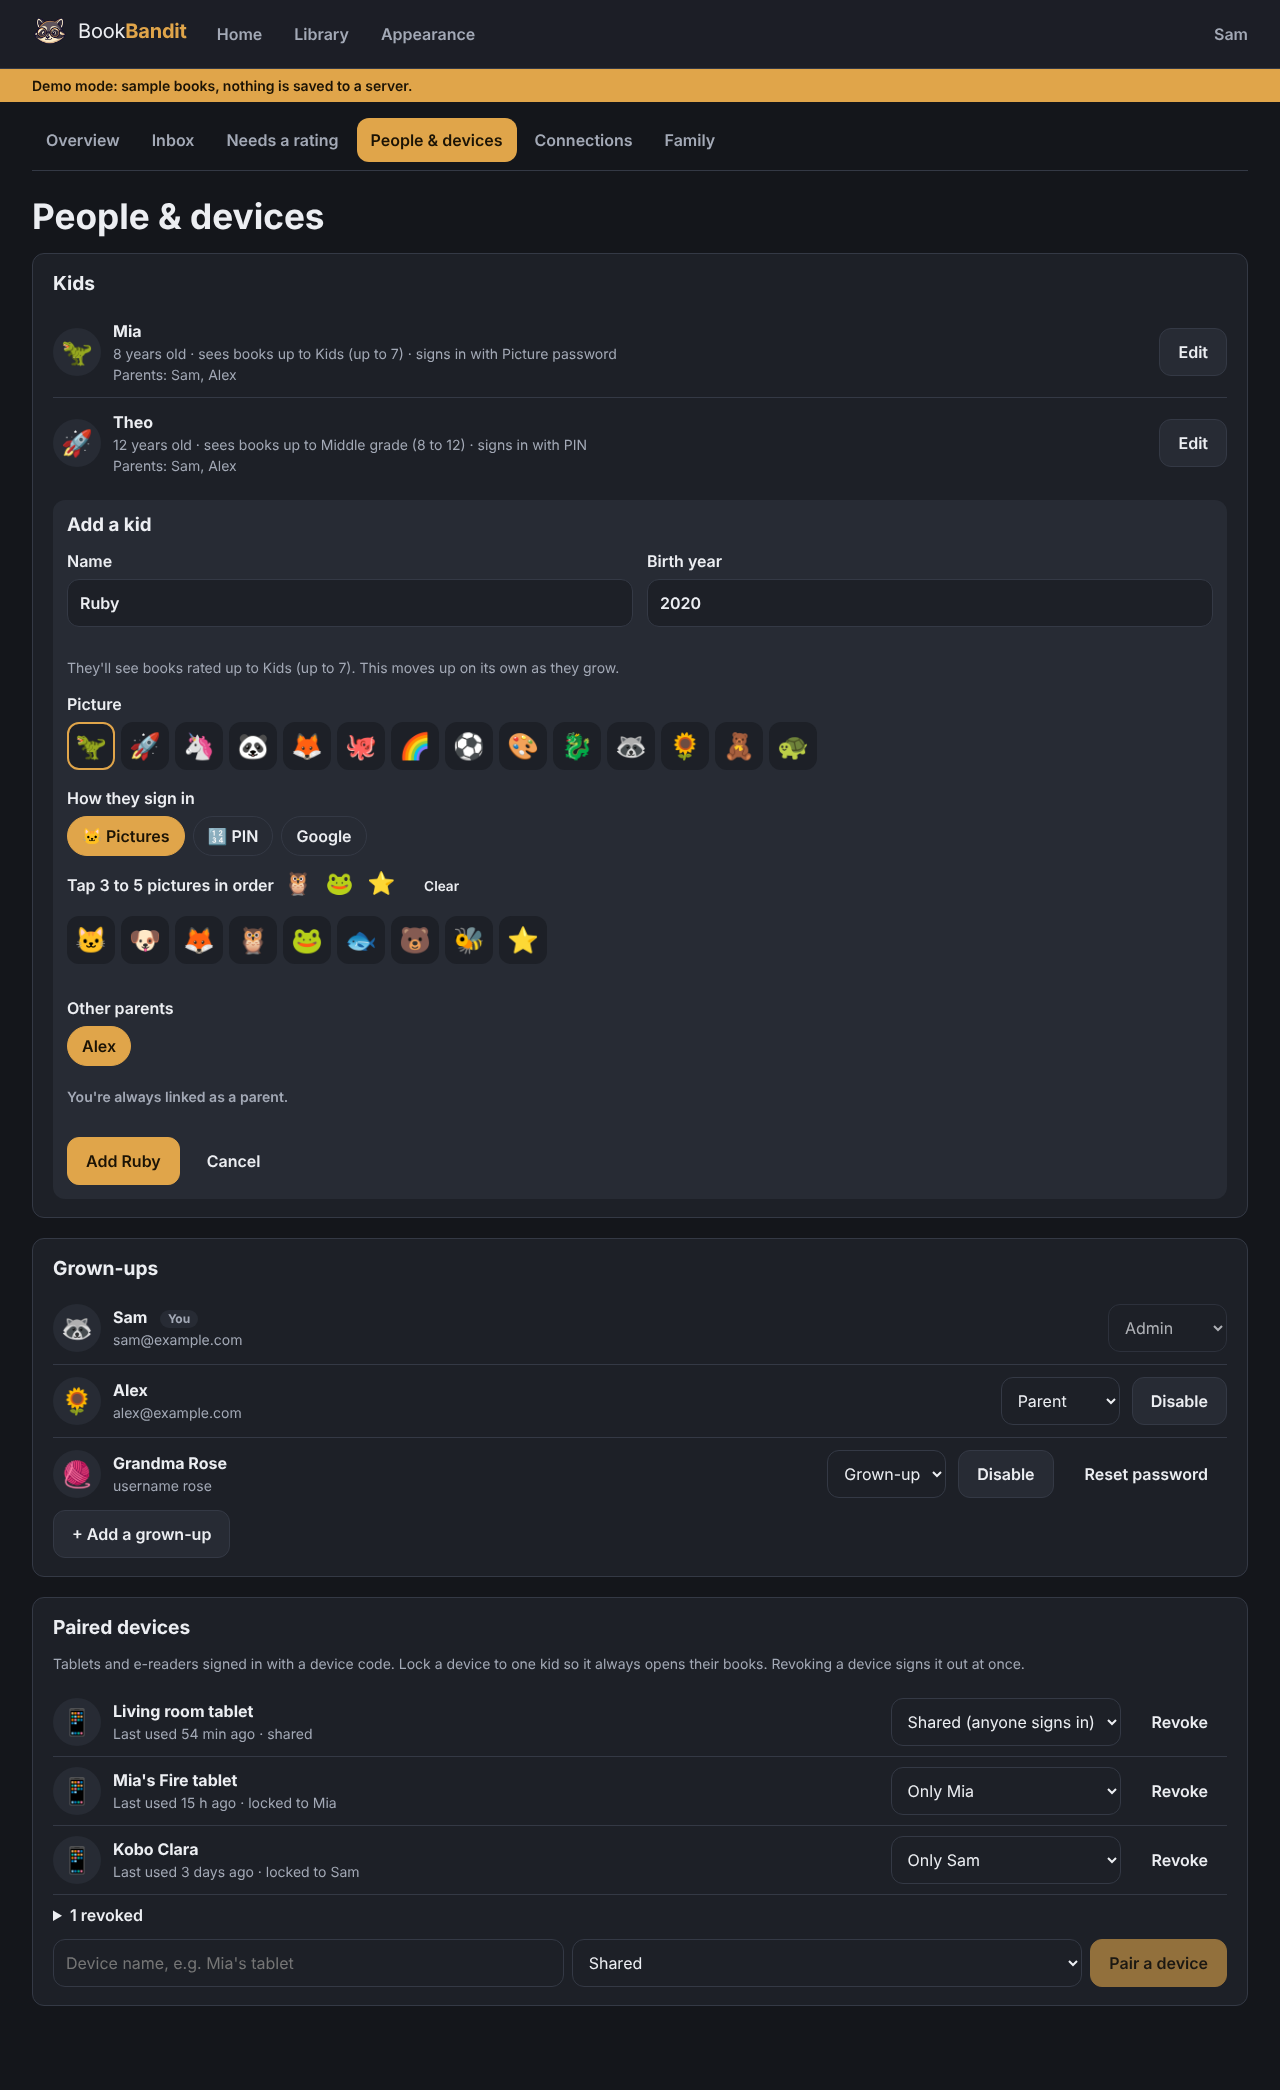 BookBandit Home Library Appearance Sam
Demo mode: sample books, nothing is saved to a server.
Overview Inbox Needs a rating People & devices Connections Family
People & devices
Kids
Mia
8 years old · sees books up to Kids (up to 7) · signs in with Picture password
Parents: Sam, Alex
Edit
Theo
12 years old · sees books up to Middle grade (8 to 12) · signs in with PIN
Parents: Sam, Alex
Edit
Add a kid
Name Birth year
Ruby 2020
They'll see books rated up to Kids (up to 7). This moves up on its own as they grow.
Picture
How they sign in
Pictures PIN Google
Tap 3 to 5 pictures in order Clear
Other parents
Alex
You're always linked as a parent.
Add Ruby Cancel
Grown-ups
Sam You
sam@example.com
Admin
Alex
alex@example.com
Parent Disable
Grandma Rose
username rose
Grown-up Disable Reset password
+ Add a grown-up
Paired devices
Tablets and e-readers signed in with a device code. Lock a device to one kid so it always opens their books. Revoking a device signs it out at once.
Living room tablet
Last used 54 min ago · shared
Shared (anyone signs in) Revoke
Mia's Fire tablet
Last used 15 h ago · locked to Mia
Only Mia Revoke
Kobo Clara
Last used 3 days ago · locked to Sam
Only Sam Revoke
1 revoked
Device name, e.g. Mia's tablet Shared Pair a device